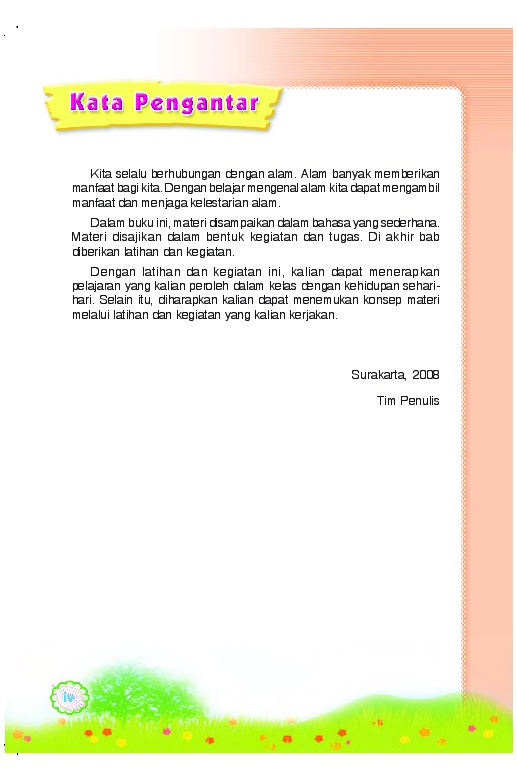 Kata Pengantar
Kita selalu berhubungan dengan alam. Alam banyak memberikan
manfaat bagi kita. Dengan belajar mengenal alam kita dapat mengambil
manfaat dan menjaga kelestarian alam.
Dalam buku ini, materi disampaikan dalam bahasa yang sederhana.
Materi disajikan dalam bentuk kegiatan dan tugas. Di akhir bab
diberikan latihan dan kegiatan.
Dengan latihan dan kegiatan ini, kalian dapat menerapkan
pelajaran yang kalian peroleh dalam kelas dengan kehidupan sehari-
hari. Selain itu, diharapkan kalian dapat menemukan konsep materi
melalui latihan dan kegiatan yang kalian kerjakan.
Surakarta, 2008
Tim Penulis
iv